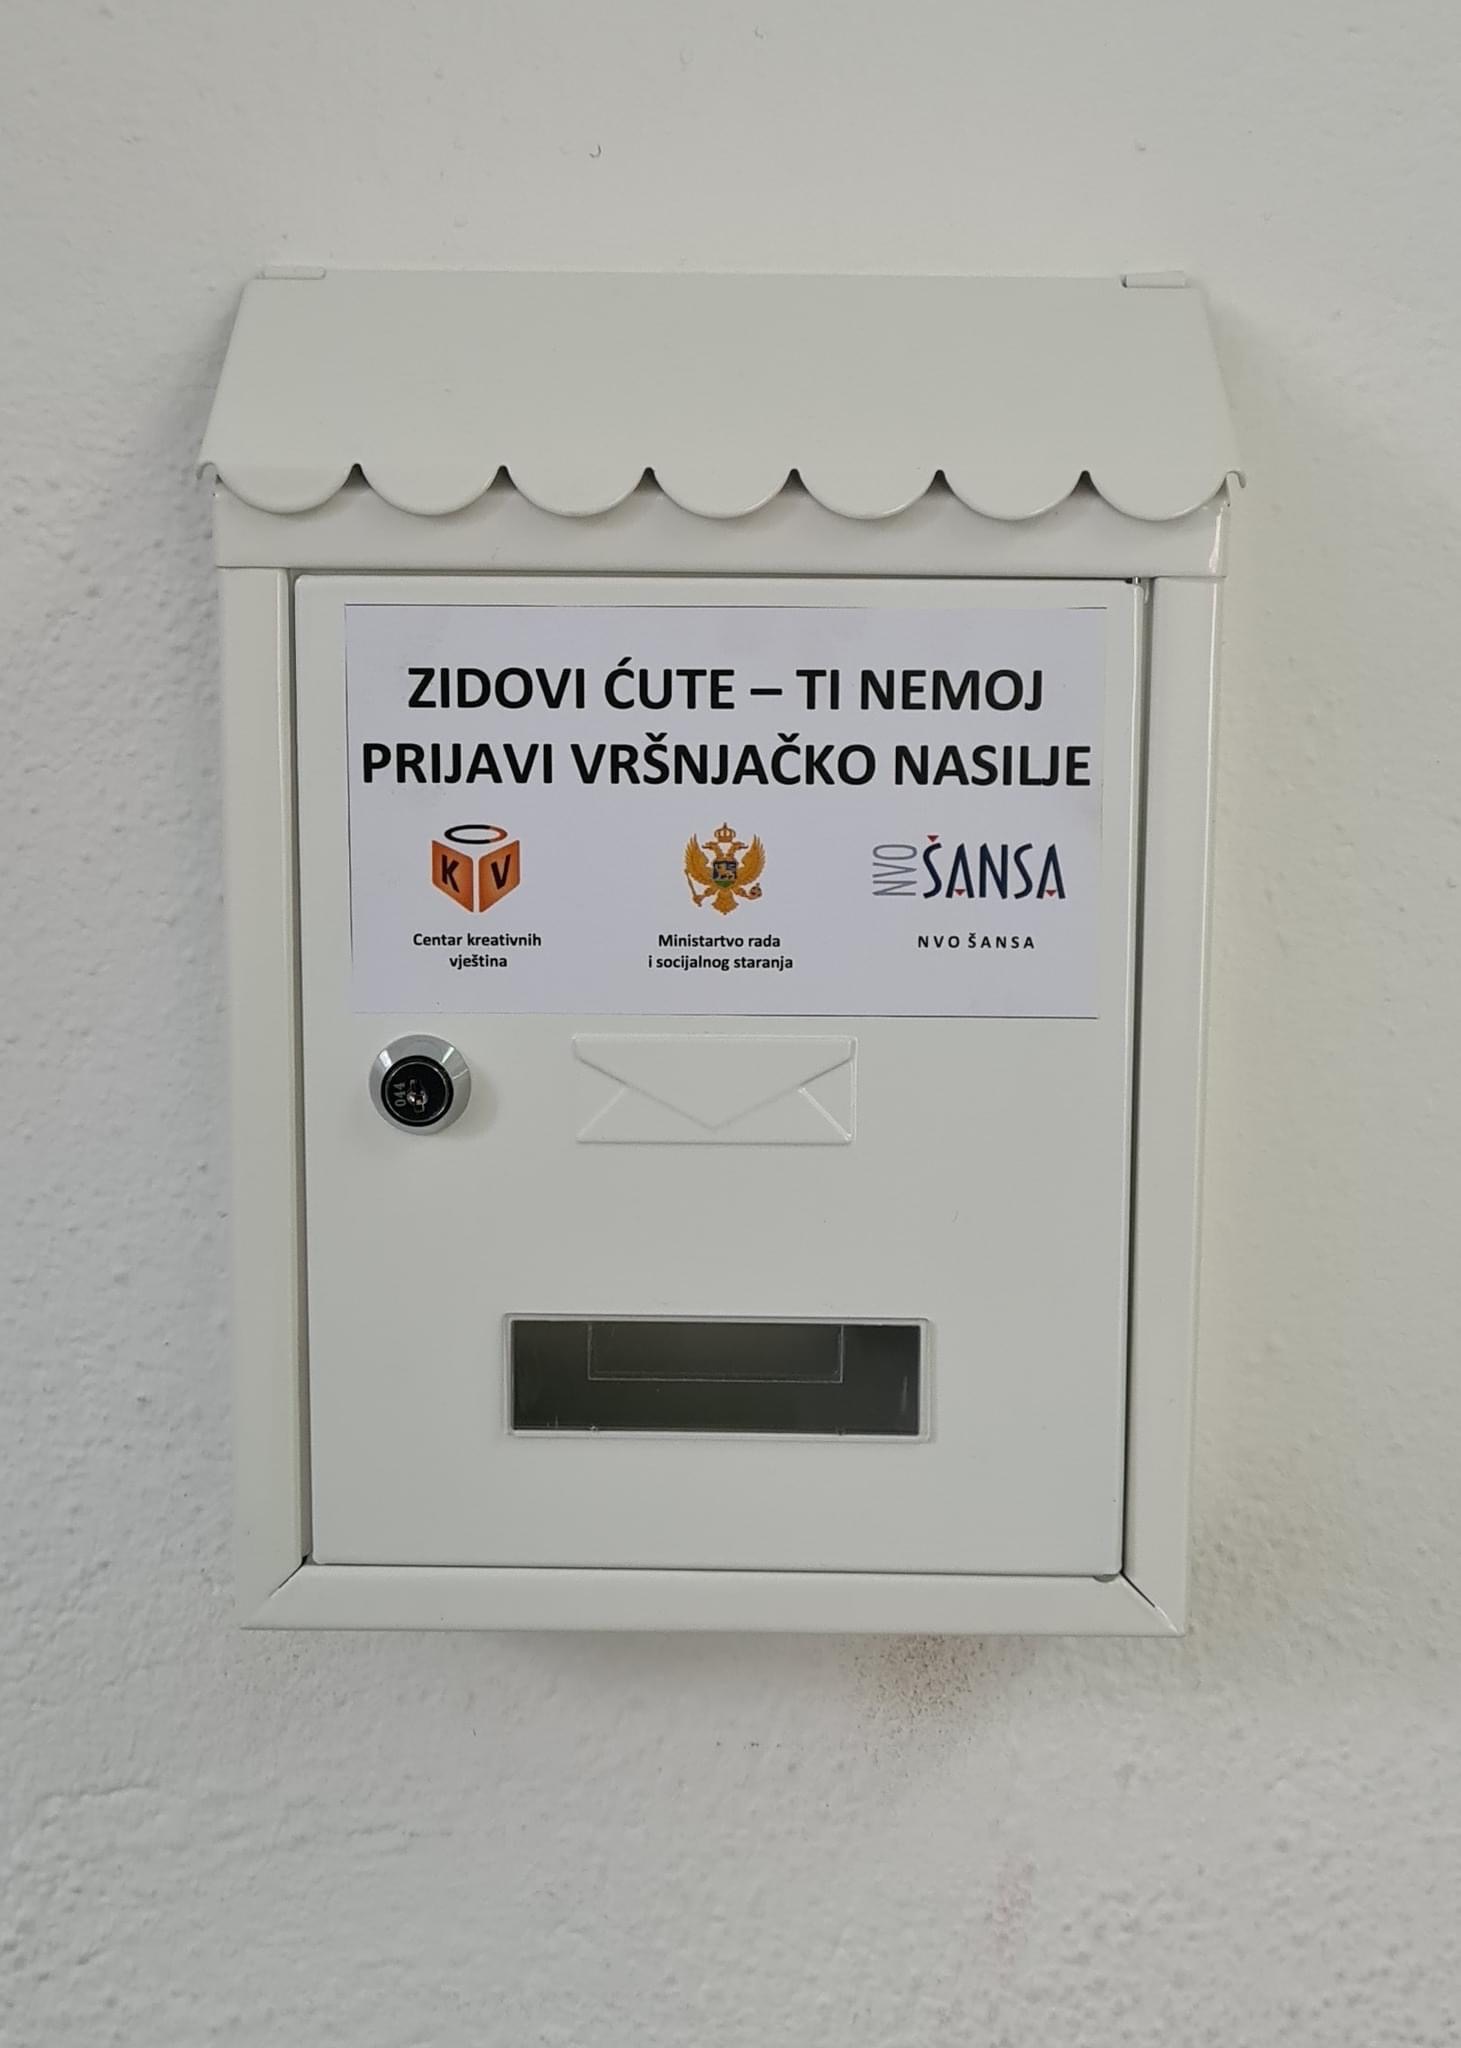 ZIDOVI ĆUTE – TI NEMOJ
PRIJAVI VRŠNJAČKO NASILJE
K V
NVO ŠANSA
Centar kreativnih
vještina
Ministartvo rada
i socijalnog staranja
NVO ŠANSA
044